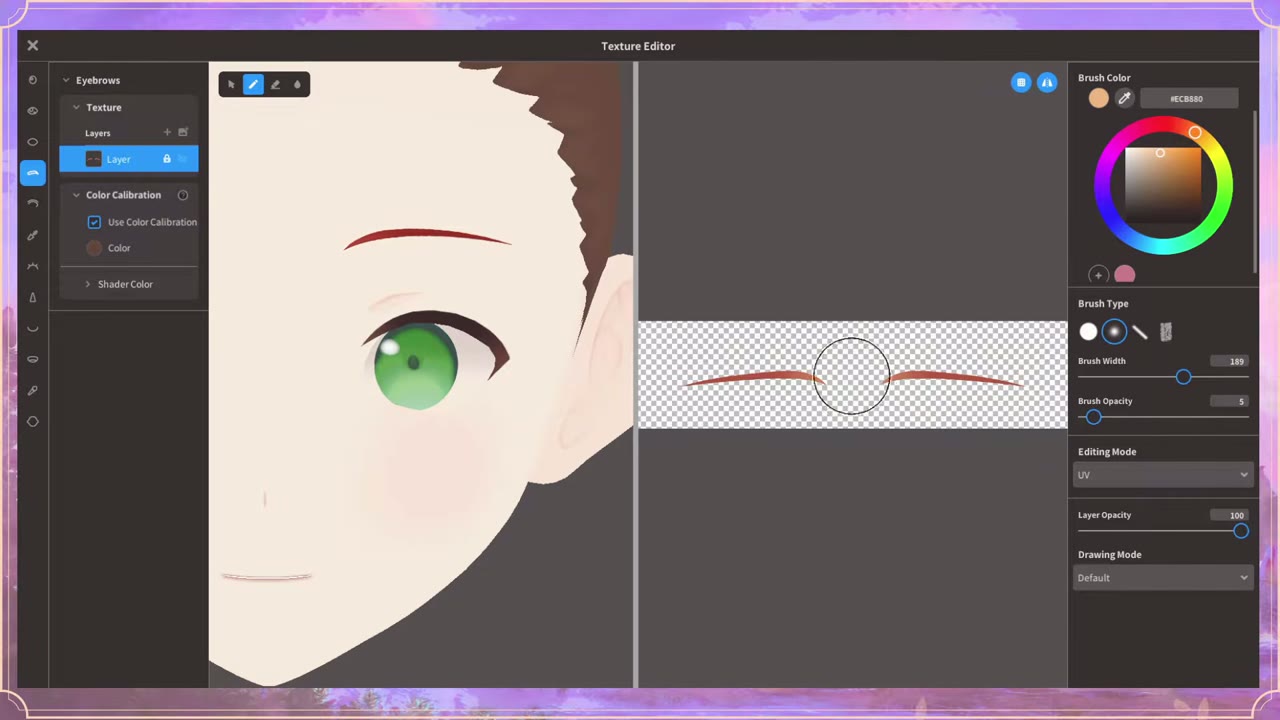 Texture Editor
Eyebrows
Texture
Layers
Layer
Color Calibration
Use Color Calibration
Color
Shader Color
Brush Color
#ECB880
Brush Type
Brush Width
189
Brush Opacity
5
Editing Mode
UV
Layer Opacity
100
Drawing Mode
Default